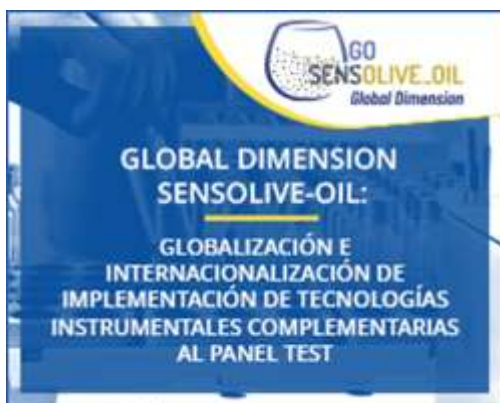 GO
SENSOLIVE_OIL
Global Dimension
GLOBAL DIMENSION
SENSOLIVE-OIL:
GLOBALIZACIÓN E
INTERNACIONALIZACIÓN DE
IMPLEMENTACIÓN DE TECNOLOGÍAS
INSTRUMENTALES COMPLEMENTARIAS
AL PANEL TEST